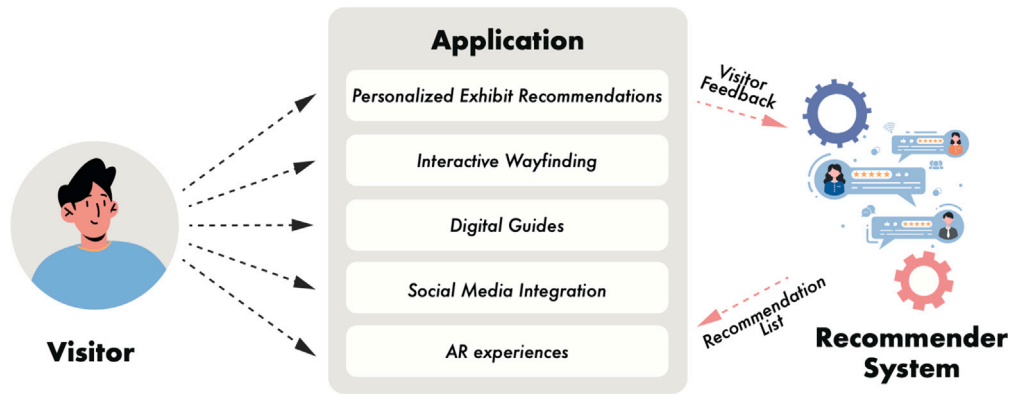 Application
Personalized Exhibit Recommendations
Interactive Wayfinding
Digital Guides
Social Media Integration
AR experiences
Visitor
Visitor
Feedback
Recommendation
List
Recommender
System